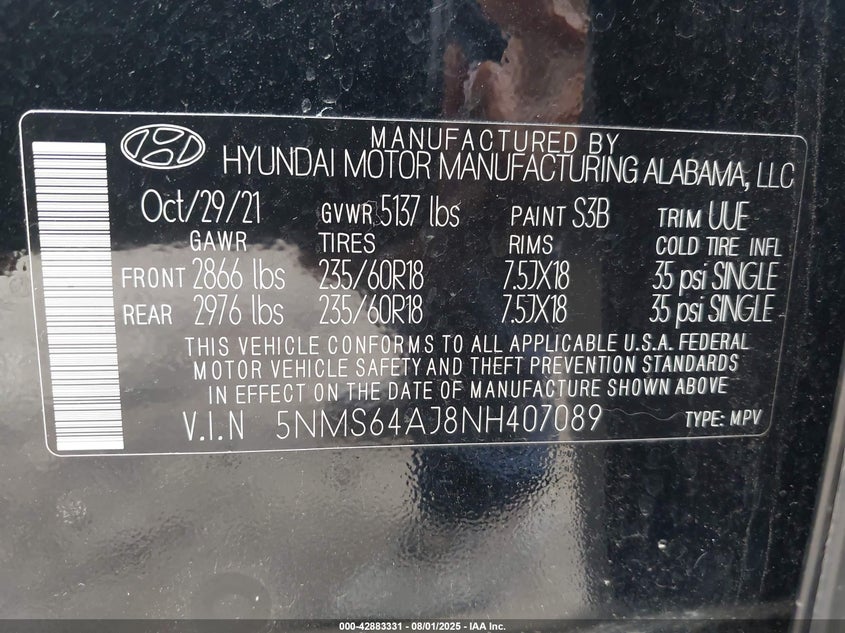 MANUFACTURED BY
HYUNDAI MOTOR MANUFACTURING ALABAMA, LLC
Oct/29/21 GVWR 5137 lbs PAINT S3B TRIM UUE
GAWR TIRES RIMS COLD TIRE INFL
FRONT 2866 lbs 235/60R18 7.5JX18 35 psi SINGLE
REAR 2976 lbs 235/60R18 7.5JX18 35 psi SINGLE
THIS VEHICLE CONFORMS TO ALL APPLICABLE U.S.A. FEDERAL
MOTOR VEHICLE SAFETY AND THEFT PREVENTION STANDARDS
IN EFFECT ON THE DATE OF MANUFACTURE SHOWN ABOVE
V.I.N 5NMS64AJ8NH407089 TYPE: MPV
000-42883331 - 08/01/2025 - IAA Inc.